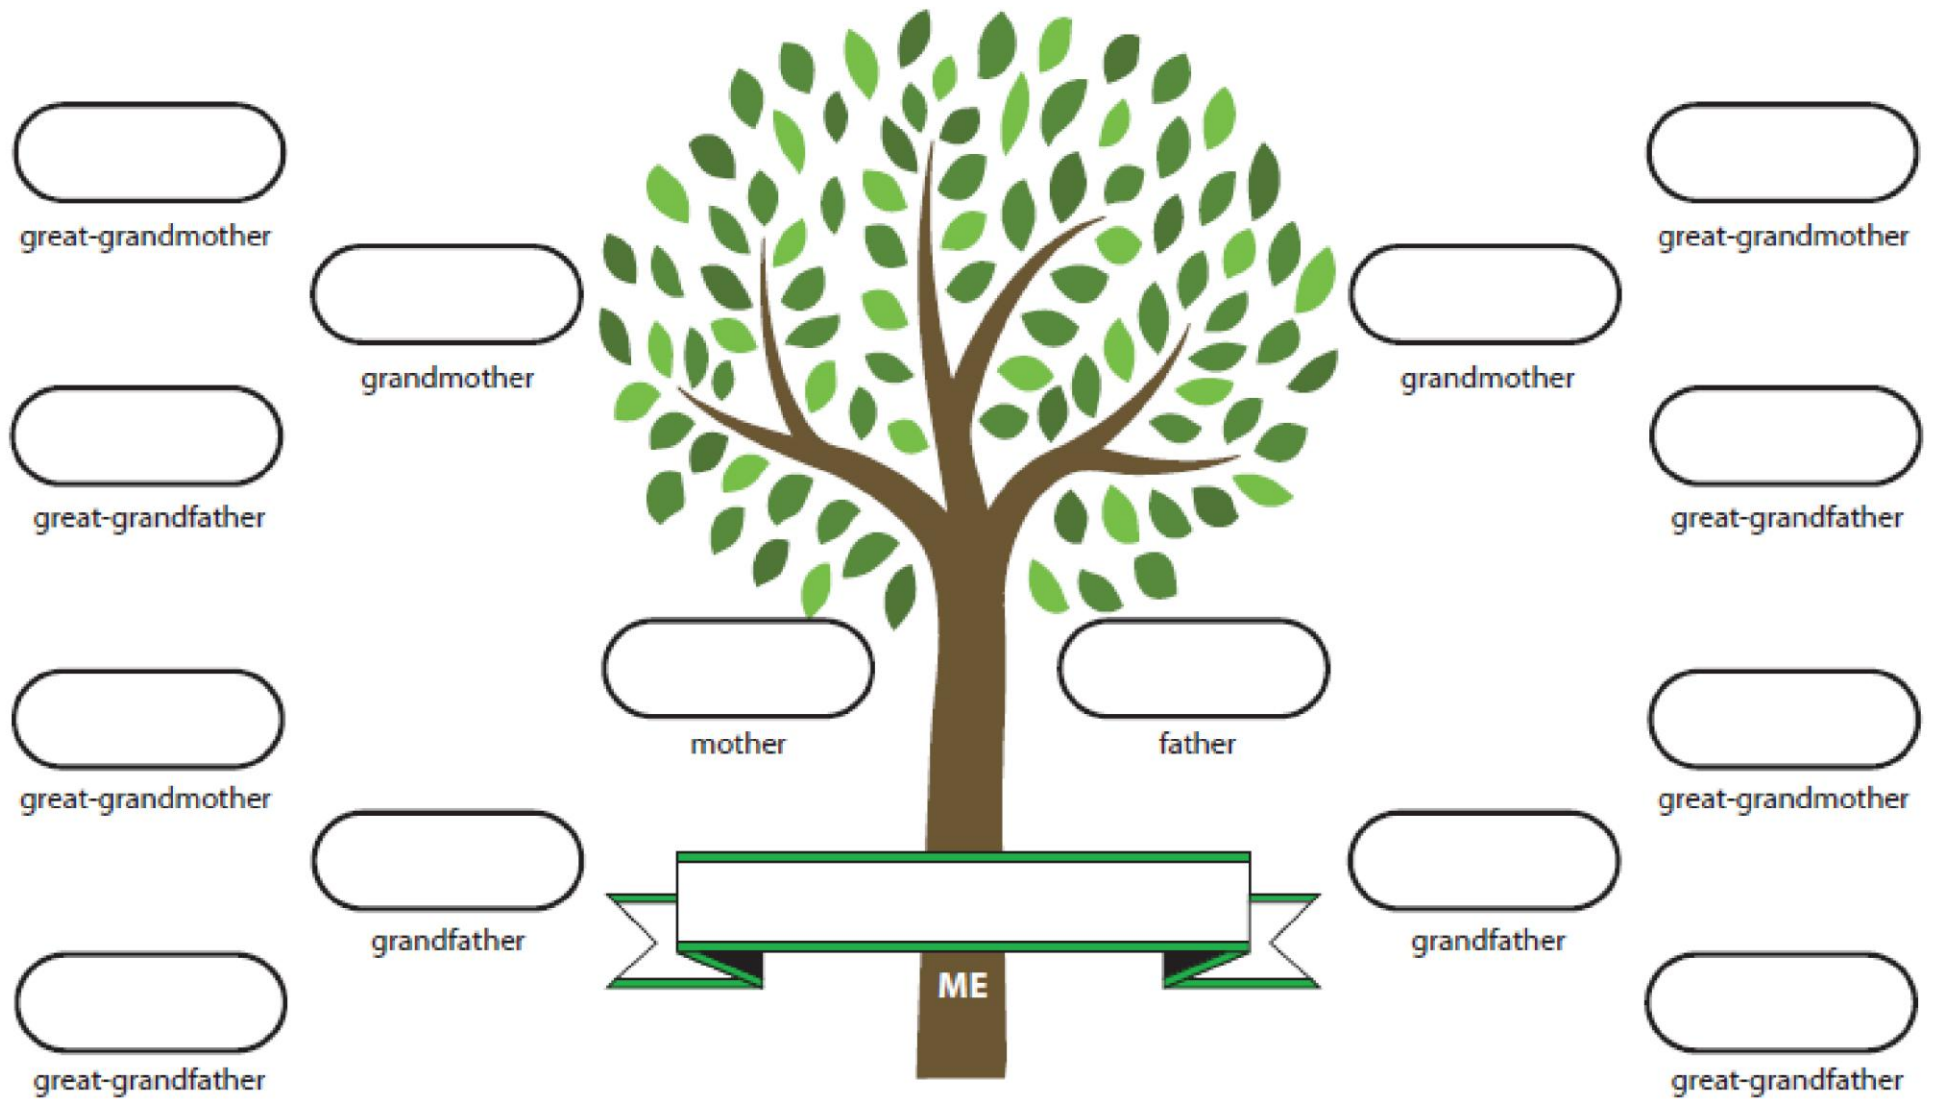 great-grandmother
great-grandmother
grandmother
grandmother
great-grandfather
great-grandfather
mother
father
great-grandmother
great-grandmother
grandfather
grandfather
ME
great-grandfather
great-grandfather